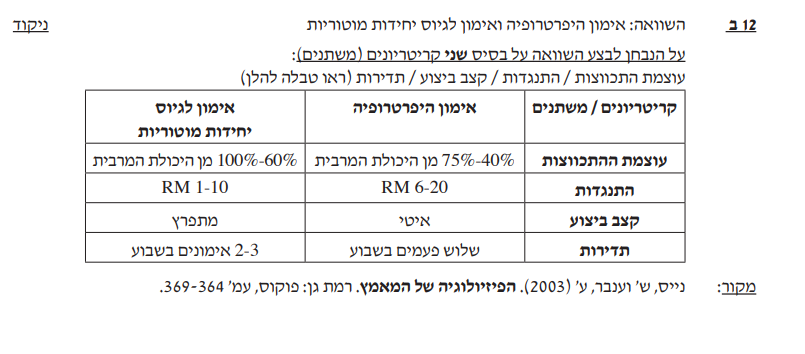 12 ב השוואה: אימון היפרטרופיה ואימון לגיוס יחידות מוטוריות ניקוד
על הנבחן לבצע השוואה על בסיס שני קריטריונים (משתנים):
עוצמת התכווצות / התנגדות / קצב ביצוע / תדירות (ראו טבלה להלן)
קריטריונים / משתנים אימון היפרטרופיה אימון לגיוס
יחידות מוטוריות
עוצמת ההתכווצות 75%-40% מן היכולת המרבית 100%-60% מן היכולת המרבית
התנגדות RM 6-20 RM 1-10
קצב ביצוע איטי מתפרץ
תדירות שלוש פעמים בשבוע 2-3 אימונים בשבוע
מקור: נייס, ש' וענבר, ע' (2003). הפיזיולוגיה של המאמץ. רמת גן: פוקוס, עמ' 369-364.